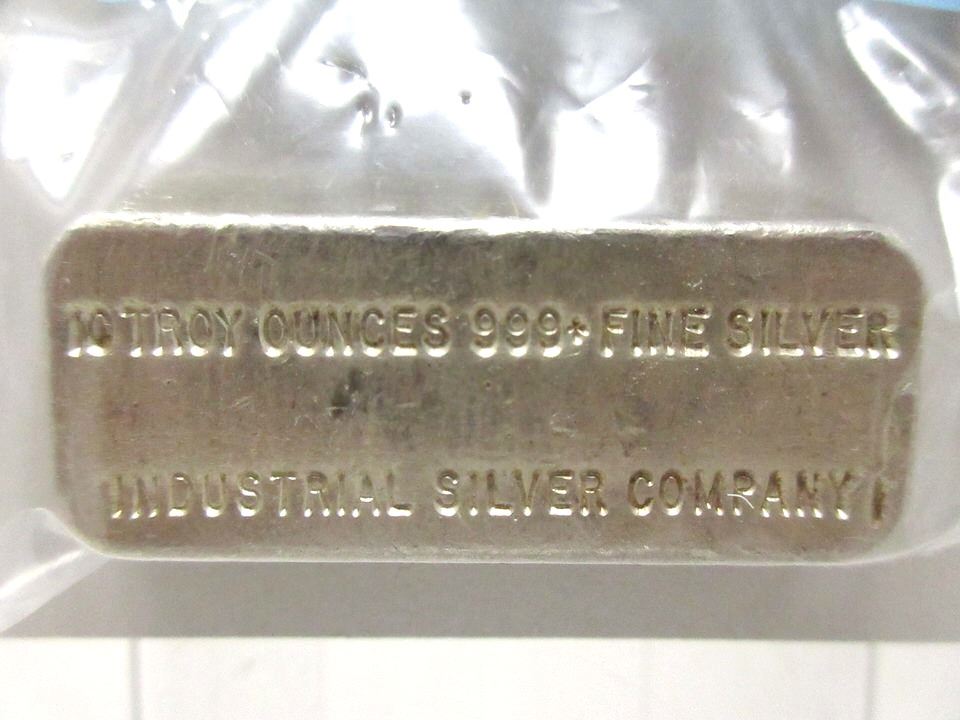 10 TROY OUNCES 999+ FINE SILVER
INDUSTRIAL SILVER COMPANY